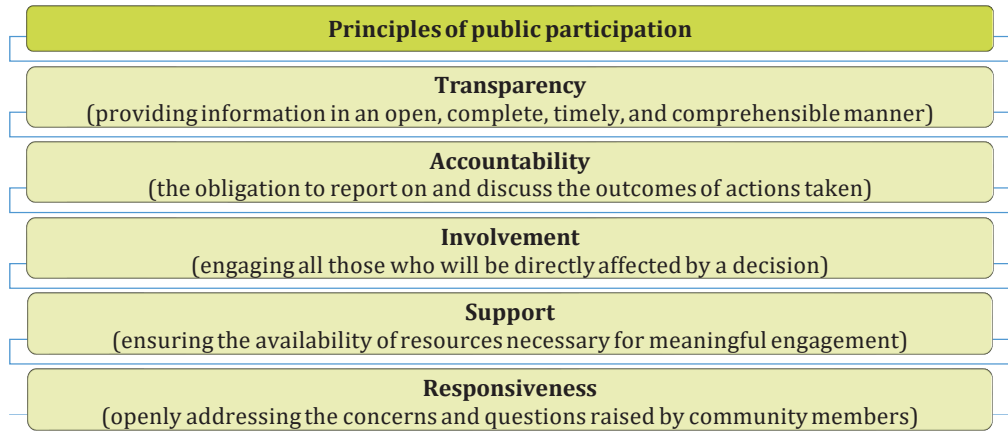 Principles of public participation
Transparency
(providing information in an open, complete, timely, and comprehensible manner)
Accountability
(the obligation to report on and discuss the outcomes of actions taken)
Involvement
(engaging all those who will be directly affected by a decision)
Support
(ensuring the availability of resources necessary for meaningful engagement)
Responsiveness
(openly addressing the concerns and questions raised by community members)